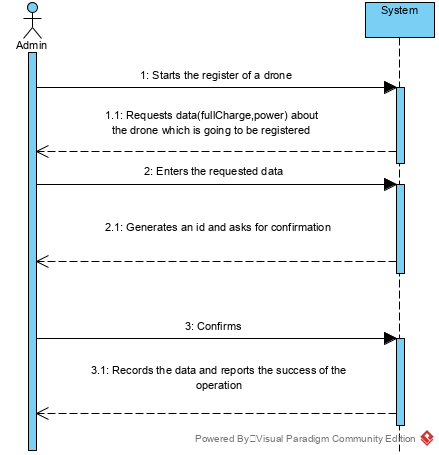 System
Admin
1: Starts the register of a drone
1.1: Requests data(fullCharge,power) about
the drone which is going to be registered
2: Enters the requested data
2.1: Generates an id and asks for confirmation
3: Confirms
3.1: Records the data and reports the success of the
operation
Powered By Visual Paradigm Community Edition